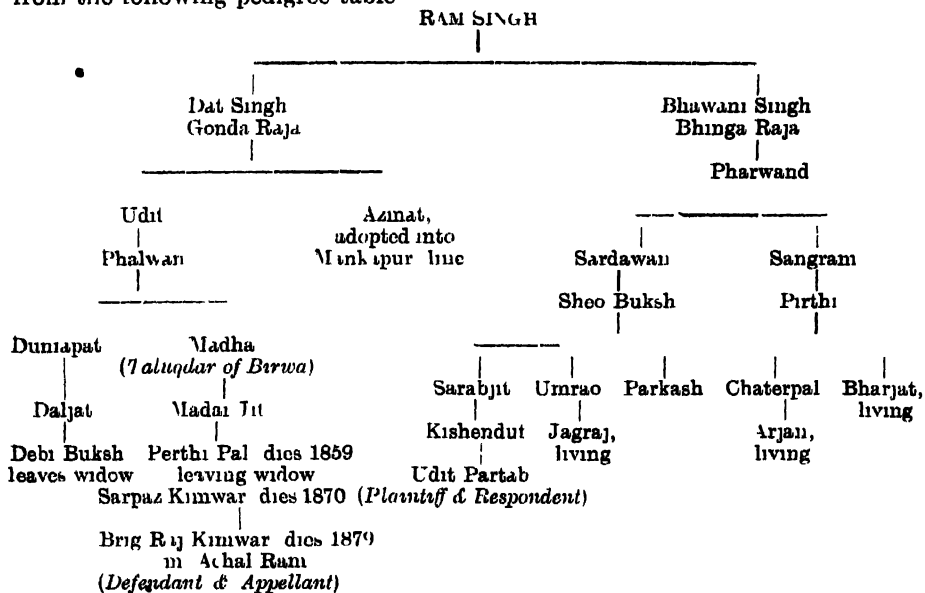 from the following pedigree table
RAM SINGH
Dat Singh
Gonda Raja
Bhawani Singh
Bhinga Raja
Pharwand
Udit
Azmat,
adopted into
Mankapur line
Phalwan
Sardawan
Sangram
Sheo Buksh
Pirthi
Duniapat
Madha
(Taluqdar of Birwa)
Sarabjit Umrao Parkash Chaterpal Bharjat,
living
Daljat
Madan Jit
Kishendut
Jagraj,
living
Arjan,
living
Debi Buksh
leaves widow
Perthi Pal dies 1859
leaving widow
Udit Partab
Sarpaz Kunwar dies 1870 (Plaintiff & Respondent)
Brig Raj Kunwar dies 1879
m Achal Ram
(Defendant & Appellant)